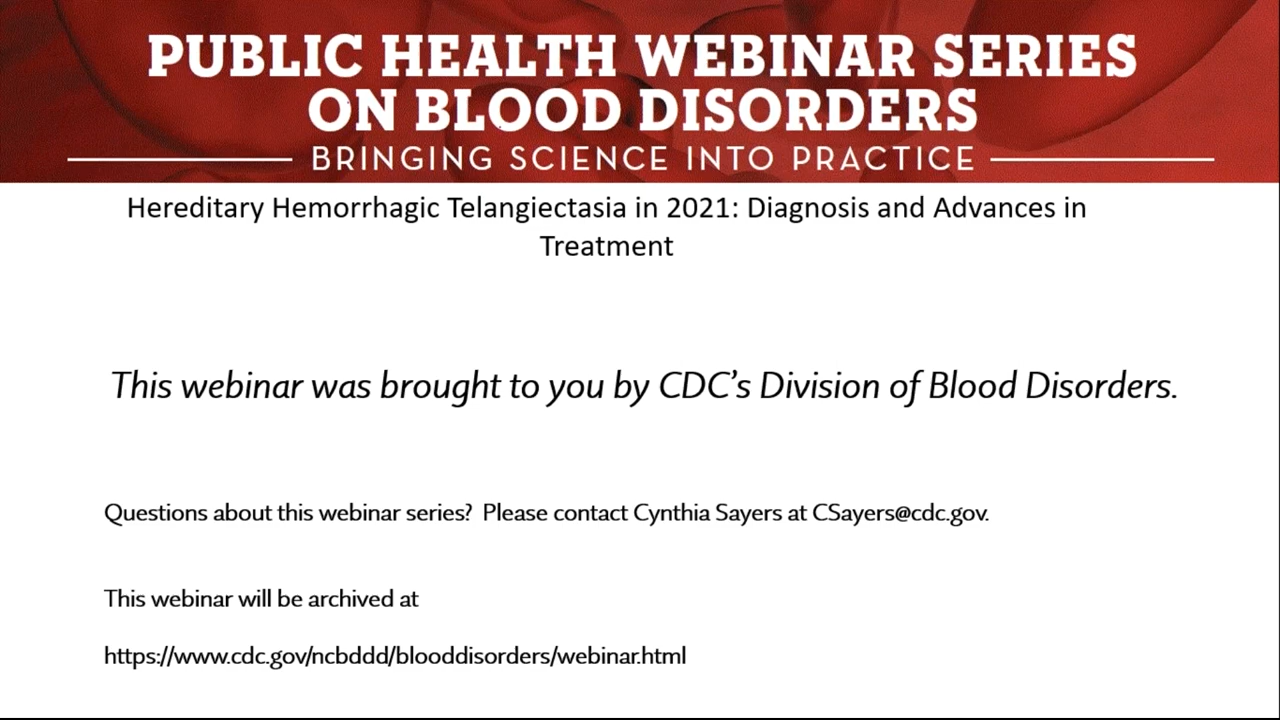 PUBLIC HEALTH WEBINAR SERIES
ON BLOOD DISORDERS
BRINGING SCIENCE INTO PRACTICE
Hereditary Hemorrhagic Telangiectasia in 2021: Diagnosis and Advances in
Treatment
This webinar was brought to you by CDC’s Division of Blood Disorders.
Questions about this webinar series?  Please contact Cynthia Sayers at CSayers@cdc.gov.
This webinar will be archived at
https://www.cdc.gov/ncbddd/blooddisorders/webinar.html